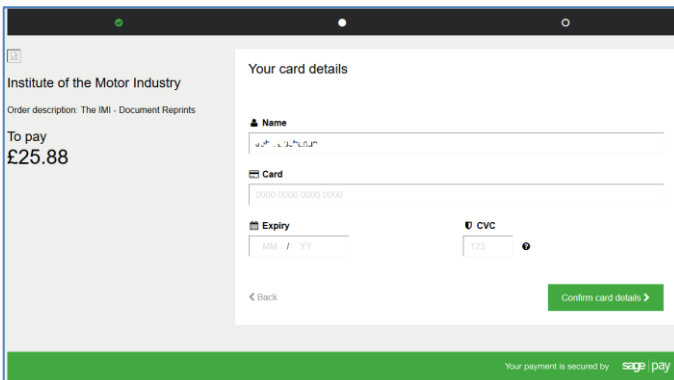 Institute of the Motor Industry
Order description: The IMI - Document Reprints
To pay
£25.88
Your card details
Name
Card
0000 0000 0000 0000
Expiry
CVC
MM / YY
123
Back
Confirm card details
Your payment is secured by sage pay